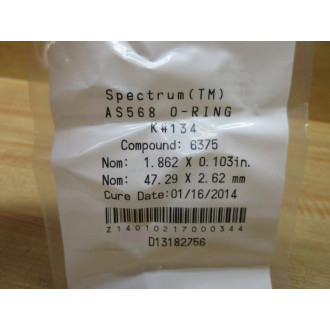 Spectrum(TM)
AS568 O-RING
K#134
Compound: 6375
Nom: 1.862 X 0.103in.
Nom: 47.29 X 2.62 mm
Cure Date:01/16/2014
Z14010217000344
D13182756